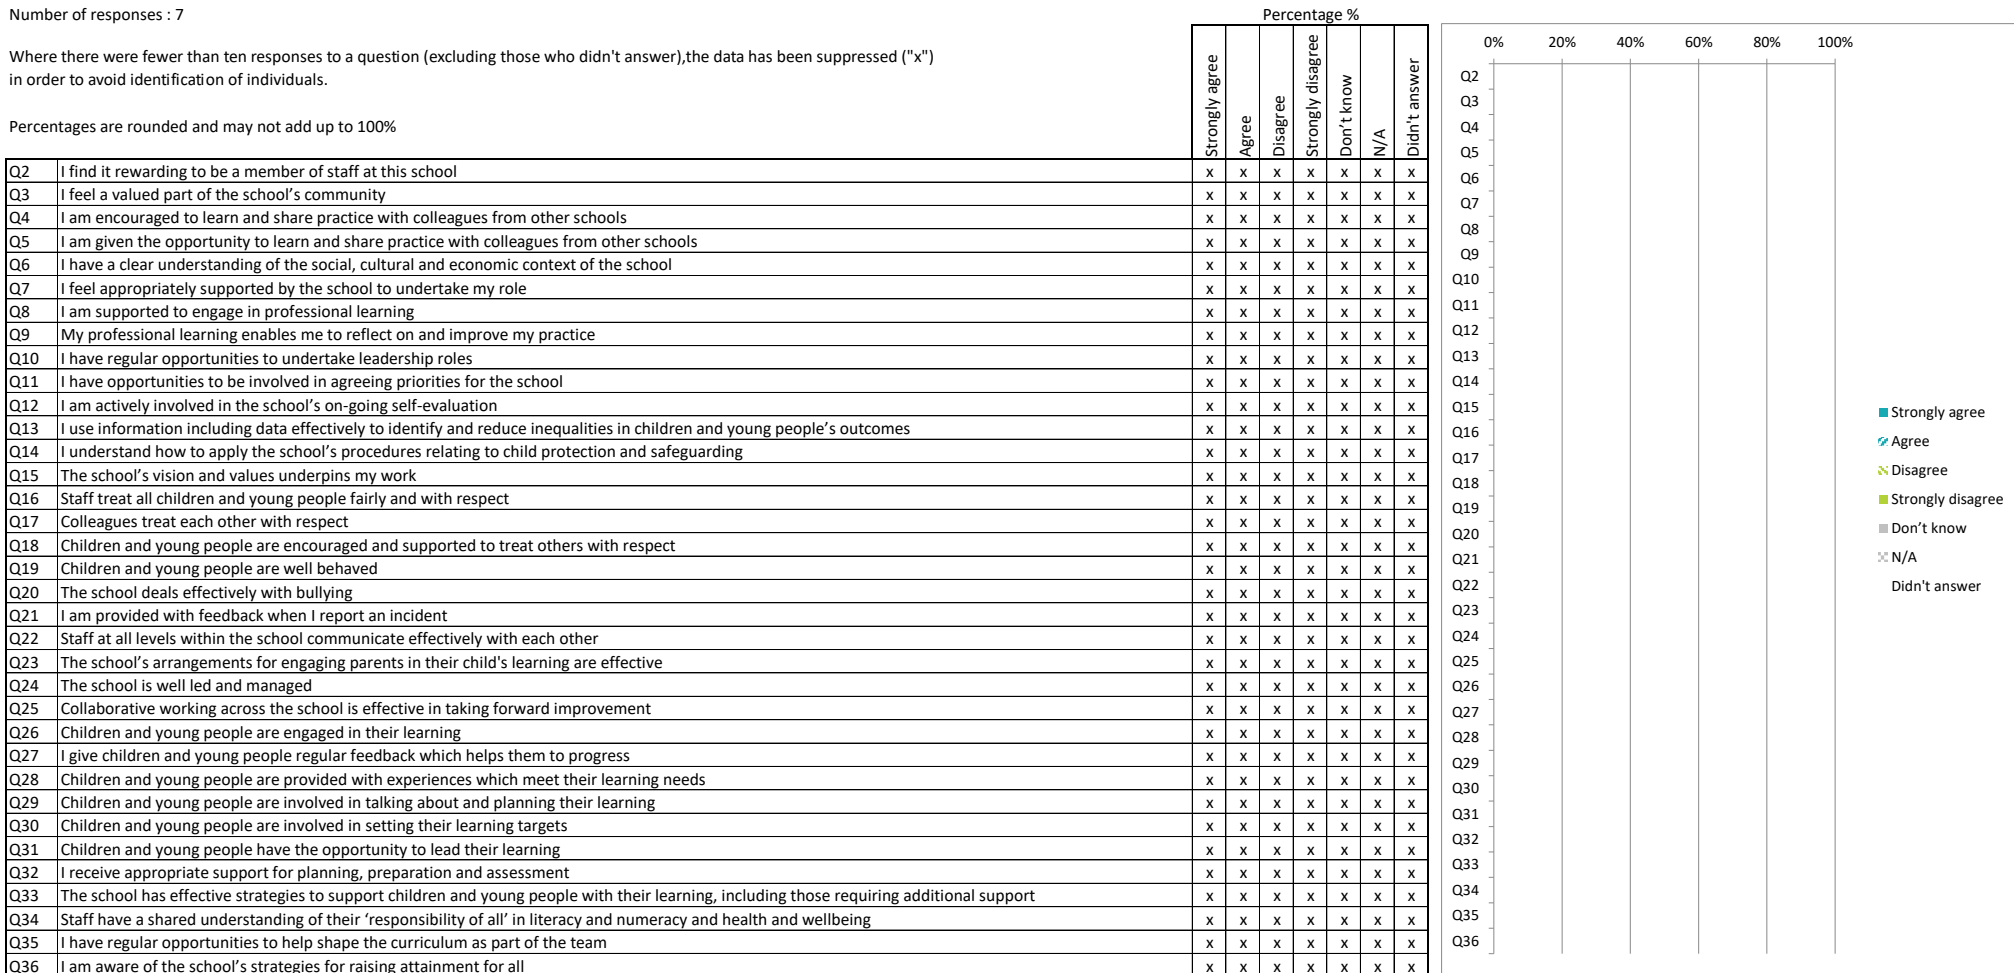 Number of responses : 7
Percentage %
Where there were fewer than ten responses to a question (excluding those who didn't answer),the data has been suppressed ("x")
in order to avoid identification of individuals.
Percentages are rounded and may not add up to 100%
Strongly agree
Agree
Disagree
Strongly disagree
Don't know
N/A
Didn't answer
Q2 I find it rewarding to be a member of staff at this school x x x x x x x
Q3 I feel a valued part of the school’s community x x x x x x x
Q4 I am encouraged to learn and share practice with colleagues from other schools x x x x x x x
Q5 I am given the opportunity to learn and share practice with colleagues from other schools x x x x x x x
Q6 I have a clear understanding of the social, cultural and economic context of the school x x x x x x x
Q7 I feel appropriately supported by the school to undertake my role x x x x x x x
Q8 I am supported to engage in professional learning x x x x x x x
Q9 My professional learning enables me to reflect on and improve my practice x x x x x x x
Q10 I have regular opportunities to undertake leadership roles x x x x x x x
Q11 I have opportunities to be involved in agreeing priorities for the school x x x x x x x
Q12 I am actively involved in the school’s on-going self-evaluation x x x x x x x
Q13 I use information including data effectively to identify and reduce inequalities in children and young people’s outcomes x x x x x x x
Q14 I understand how to apply the school’s procedures relating to child protection and safeguarding x x x x x x x
Q15 The school’s vision and values underpins my work x x x x x x x
Q16 Staff treat all children and young people fairly and with respect x x x x x x x
Q17 Colleagues treat each other with respect x x x x x x x
Q18 Children and young people are encouraged and supported to treat others with respect x x x x x x x
Q19 Children and young people are well behaved x x x x x x x
Q20 The school deals effectively with bullying x x x x x x x
Q21 I am provided with feedback when I report an incident x x x x x x x
Q22 Staff at all levels within the school communicate effectively with each other x x x x x x x
Q23 The school’s arrangements for engaging parents in their child's learning are effective x x x x x x x
Q24 The school is well led and managed x x x x x x x
Q25 Collaborative working across the school is effective in taking forward improvement x x x x x x x
Q26 Children and young people are engaged in their learning x x x x x x x
Q27 I give children and young people regular feedback which helps them to progress x x x x x x x
Q28 Children and young people are provided with experiences which meet their learning needs x x x x x x x
Q29 Children and young people are involved in talking about and planning their learning x x x x x x x
Q30 Children and young people are involved in setting their learning targets x x x x x x x
Q31 Children and young people have the opportunity to lead their learning x x x x x x x
Q32 I receive appropriate support for planning, preparation and assessment x x x x x x x
Q33 The school has effective strategies to support children and young people with their learning, including those requiring additional support x x x x x x x
Q34 Staff have a shared understanding of their ‘responsibility of all’ in literacy and numeracy and health and wellbeing x x x x x x x
Q35 I have regular opportunities to help shape the curriculum as part of the team x x x x x x x
Q36 I am aware of the school’s strategies for raising attainment for all x x x x x x x
0% 20% 40% 60% 80% 100%
Q2
Q3
Q4
Q5
Q6
Q7
Q8
Q9
Q10
Q11
Q12
Q13
Q14
Q15
Q16
Q17
Q18
Q19
Q20
Q21
Q22
Q23
Q24
Q25
Q26
Q27
Q28
Q29
Q30
Q31
Q32
Q33
Q34
Q35
Q36
Strongly agree
Agree
Disagree
Strongly disagree
Don’t know
N/A
Didn't answer